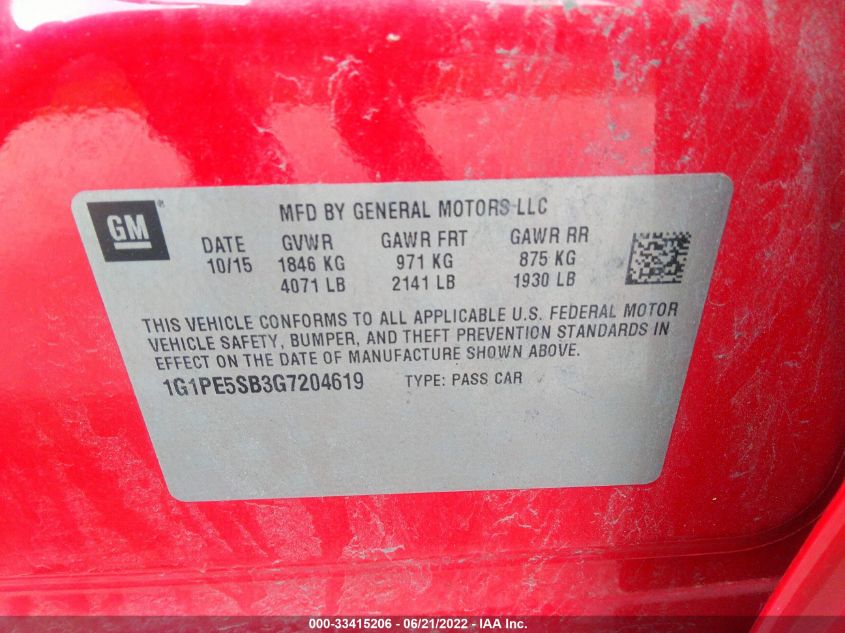 GM ®
MFD BY GENERAL MOTORS LLC
DATE GVWR GAWR FRT GAWR RR
10/15 1846 KG 971 KG 875 KG
4071 LB 2141 LB 1930 LB
THIS VEHICLE CONFORMS TO ALL APPLICABLE U.S. FEDERAL MOTOR
VEHICLE SAFETY, BUMPER, AND THEFT PREVENTION STANDARDS IN
EFFECT ON THE DATE OF MANUFACTURE SHOWN ABOVE.
1G1PE5SB3G7204619 TYPE: PASS CAR
000-33415206 - 06/21/2022 - IAA Inc.